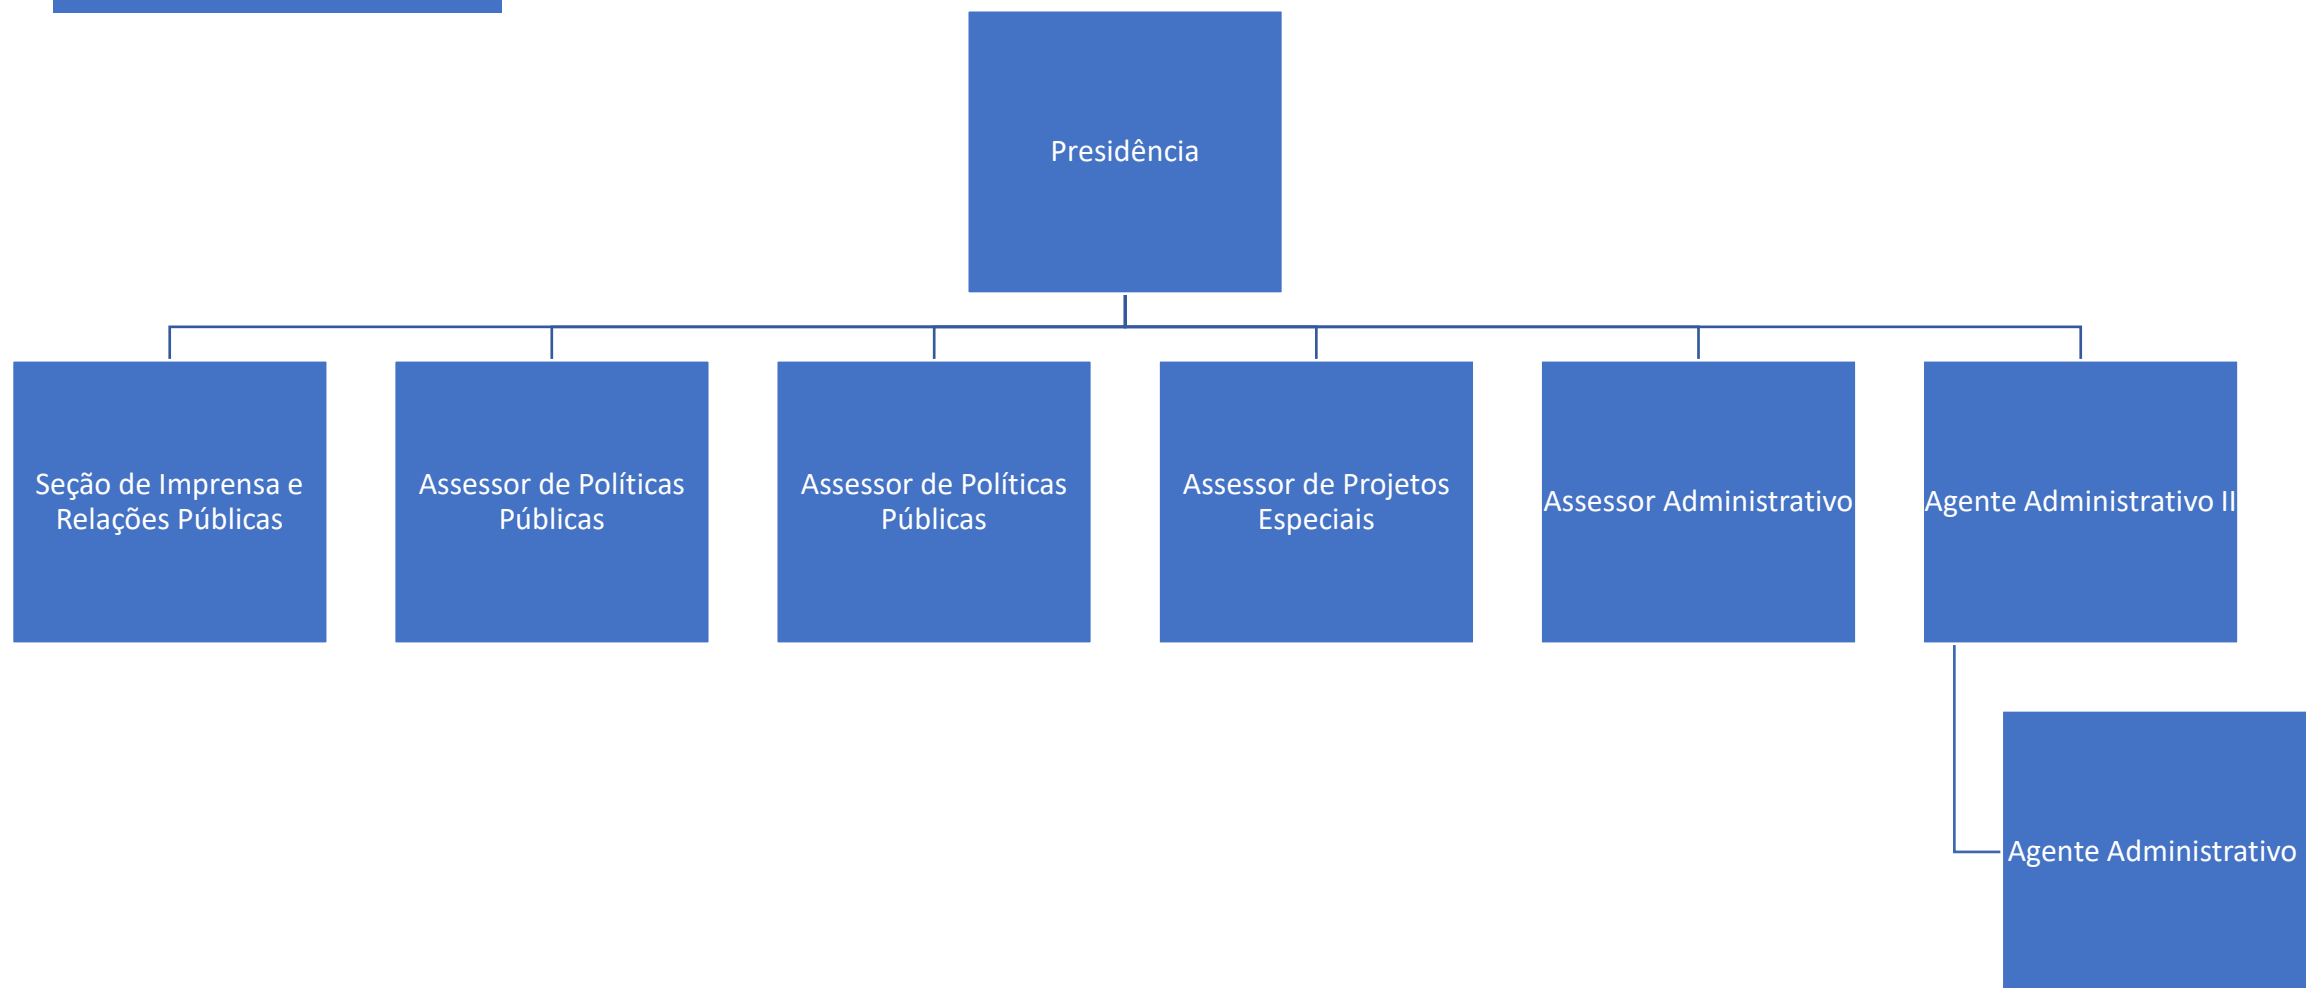 Presidência
Seção de Imprensa e
Relações Públicas
Assessor de Políticas
Públicas
Assessor de Políticas
Públicas
Assessor de Projetos
Especiais
Assessor Administrativo
Agente Administrativo II
Agente Administrativo